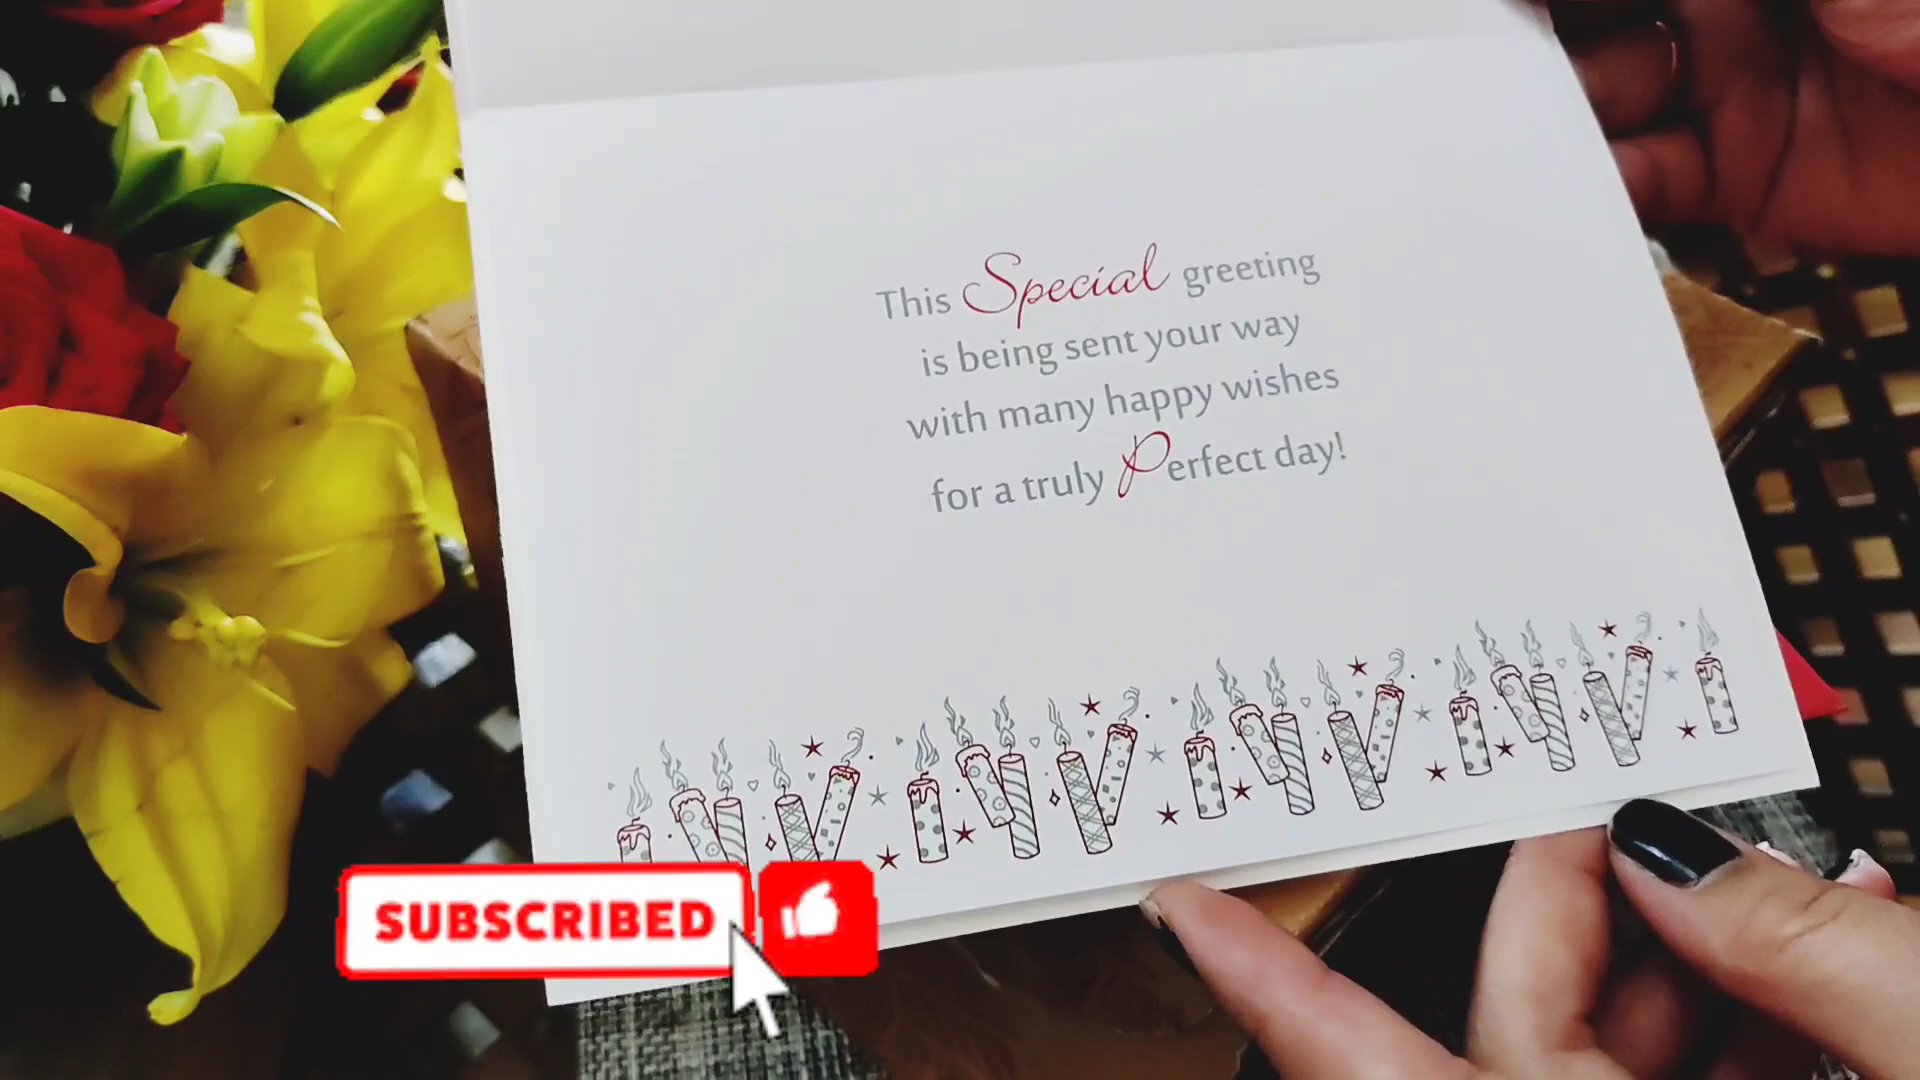 This Special greeting
is being sent your way
with many happy wishes
for a truly Perfect day!
SUBSCRIBED